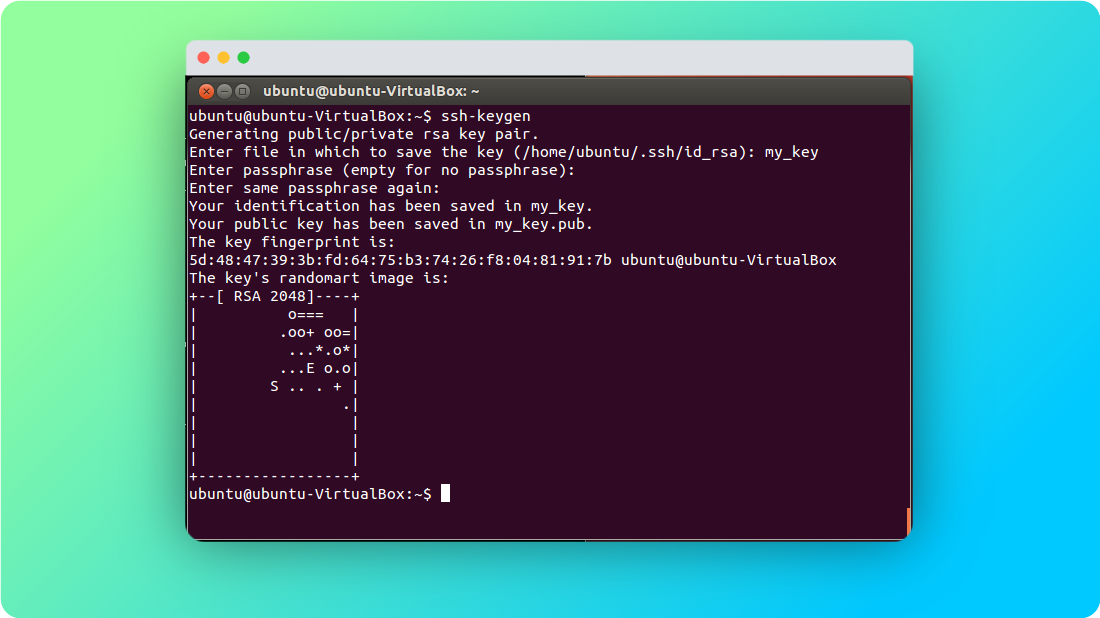 ubuntu@ubuntu-VirtualBox: ~
ubuntu@ubuntu-VirtualBox:~$ ssh-keygen
Generating public/private rsa key pair.
Enter file in which to save the key (/home/ubuntu/.ssh/id_rsa): my_key
Enter passphrase (empty for no passphrase):
Enter same passphrase again:
Your identification has been saved in my_key.
Your public key has been saved in my_key.pub.
The key fingerprint is:
5d:48:47:39:3b:fd:64:75:b3:74:26:f8:04:81:91:7b ubuntu@ubuntu-VirtualBox
The key's randomart image is:
+--[ RSA 2048]----+
|          o===   |
|         .oo+ oo=|
|          ...*.o*|
|         ...E o.o|
|        S .. . + |
|                .|
|                 |
|                 |
|                 |
+-----------------+
ubuntu@ubuntu-VirtualBox:~$